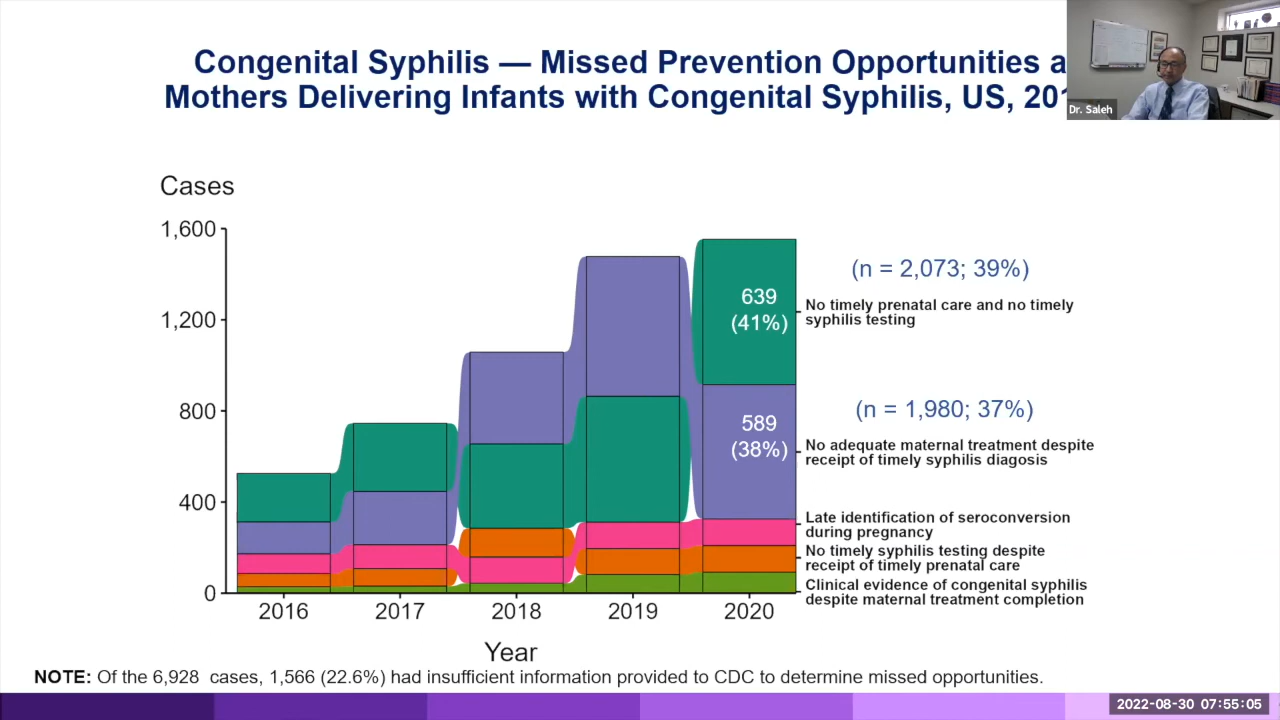 Congenital Syphilis — Missed Prevention Opportunities a
Mothers Delivering Infants with Congenital Syphilis, US, 20
Dr. Saleh
Cases
1,600
1,200
800
400
0
2016
2017
2018
2019
2020
Year
639
(41%)
589
(38%)
(n = 2,073; 39%)
No timely prenatal care and no timely
syphilis testing
(n = 1,980; 37%)
No adequate maternal treatment despite
receipt of timely syphilis diagosis
Late identification of seroconversion
during pregnancy
No timely syphilis testing despite
receipt of timely prenatal care
Clinical evidence of congenital syphilis
despite maternal treatment completion
NOTE: Of the 6,928 cases, 1,566 (22.6%) had insufficient information provided to CDC to determine missed opportunities.
2022-08-30 07:55:05